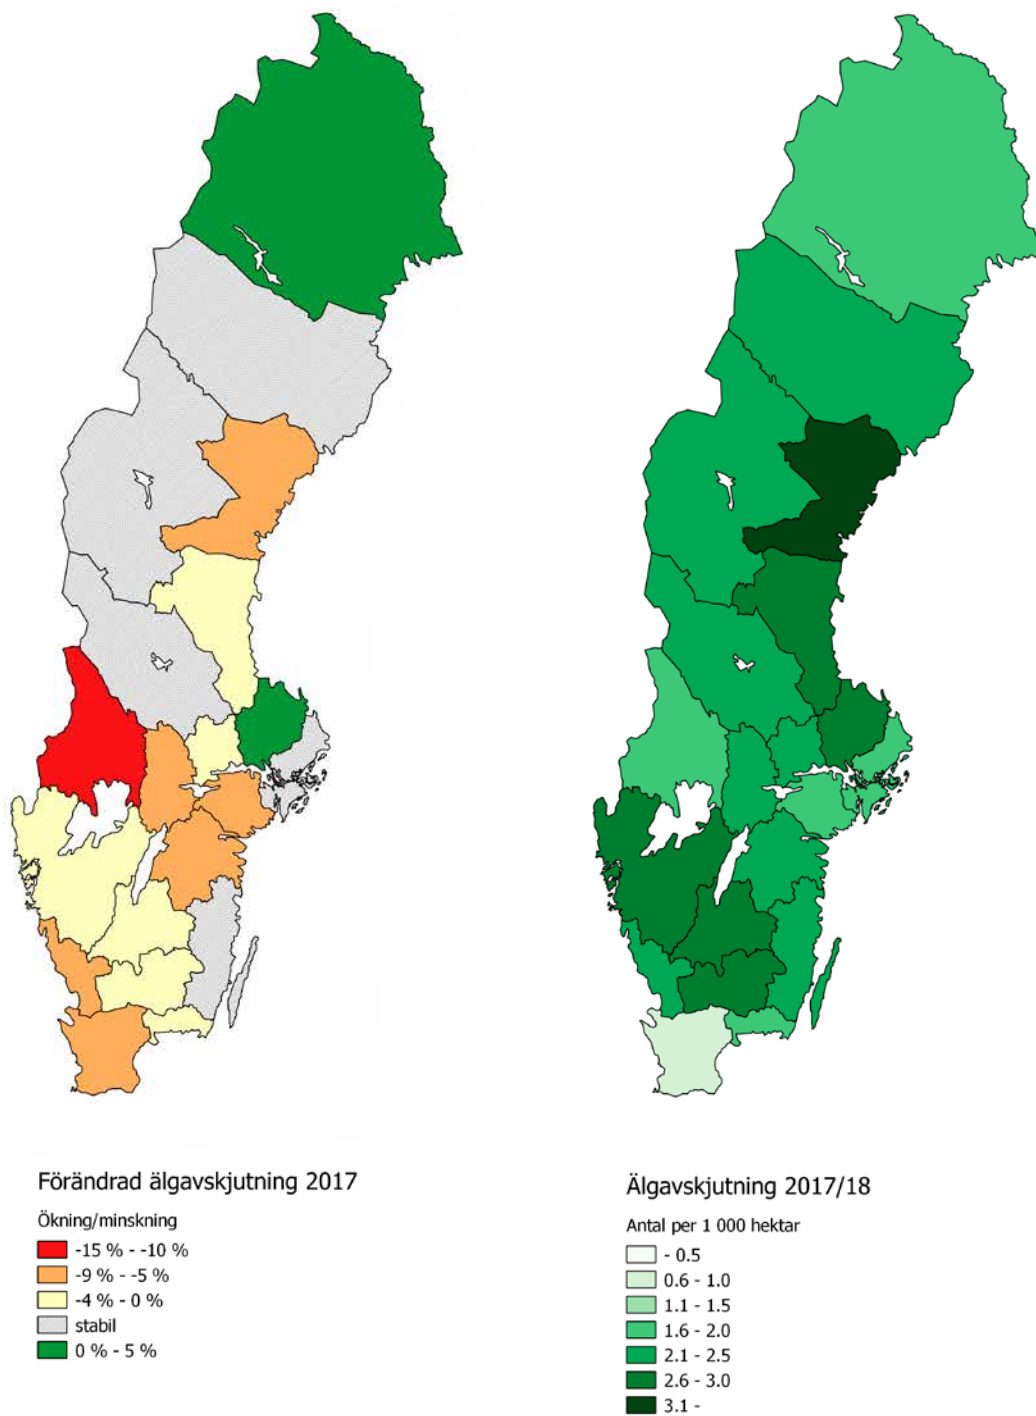 Förändrad älgavskjutning 2017
Ökning/minskning
-15 % - -10 %
-9 % - -5 %
-4 % - 0 %
stabil
0 % - 5 %
Älgavskjutning 2017/18
Antal per 1 000 hektar
- 0.5
0.6 - 1.0
1.1 - 1.5
1.6 - 2.0
2.1 - 2.5
2.6 - 3.0
3.1 -